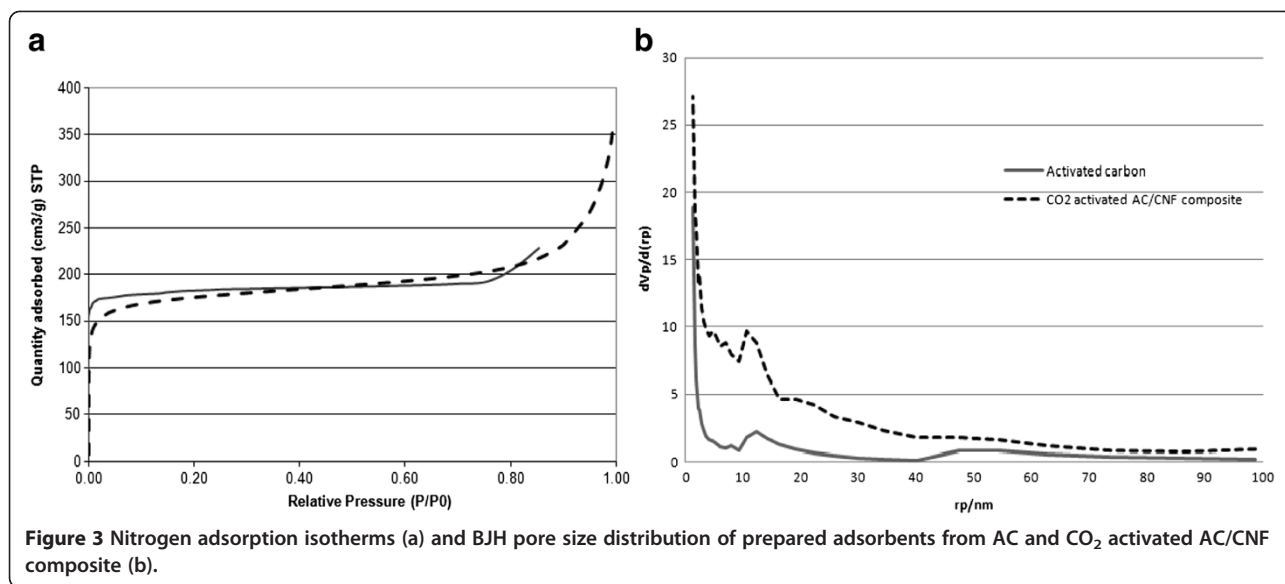 a
400
350
300
250
200
150
100
50
0
Quantity adsorbed (cm3/g) STP
0.00 0.20 0.40 0.60 0.80 1.00
Relative Pressure (P/P0)
b
30
25
20
15
10
5
0
dVp/d(rp)
Activated carbon
CO2 activated AC/CNF composite
0 10 20 30 40 50 60 70 80 90 100
rp/nm
Figure 3 Nitrogen adsorption isotherms (a) and BJH pore size distribution of prepared adsorbents from AC and CO₂ activated AC/CNF
composite (b).